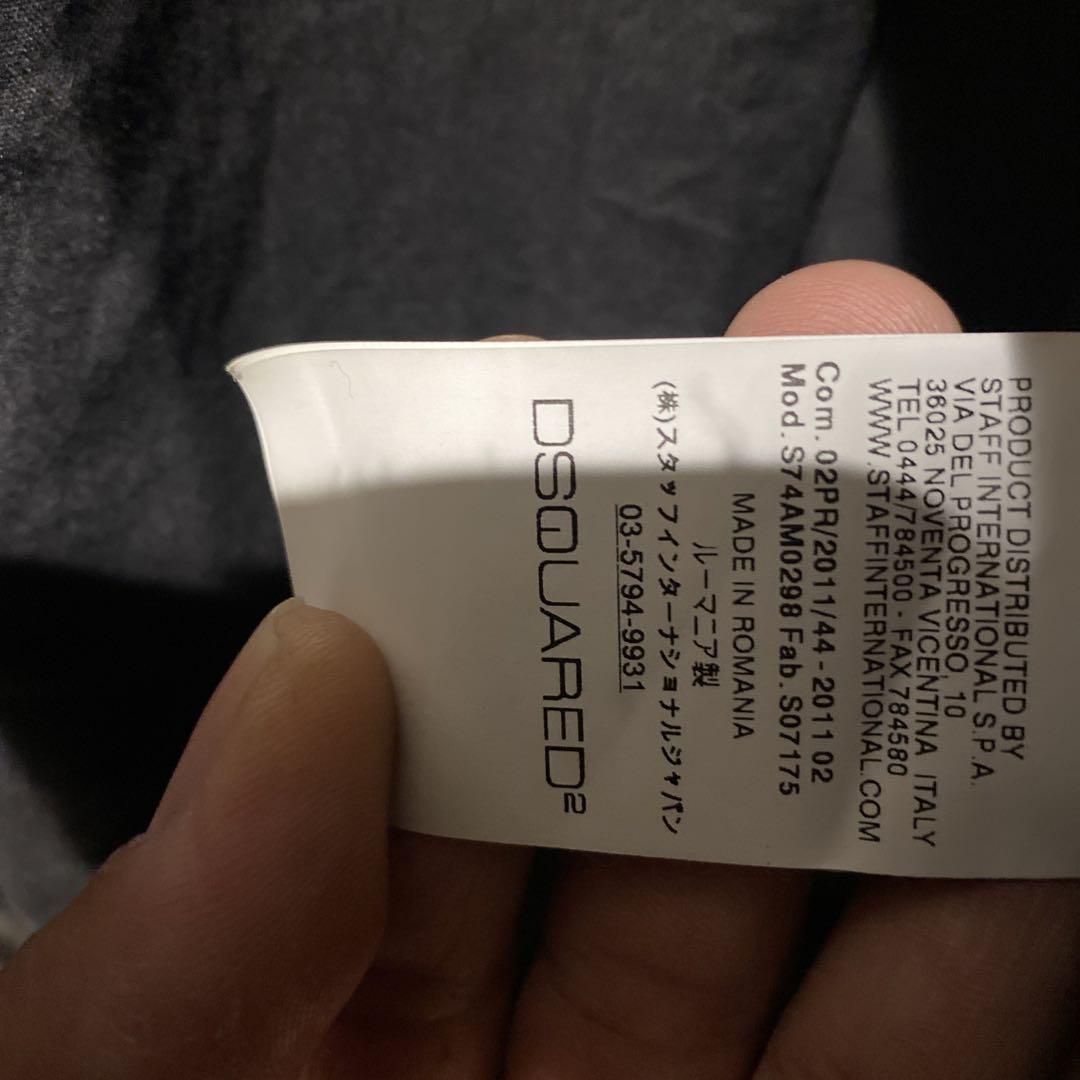 PRODUCT DISTRIBUTED BY
STAFF INTERNATIONAL S.P.A.
VIA DEL PROGRESSO, 10
36025 NOVENTA VICENTINA ITALY
TEL 0444/784500 - FAX 784580
WWW.STAFFINTERNATIONAL.COM
Com. 02PR/2011/44 - 2011 02
Mod. S74AM0298 Fab. S07175
MADE IN ROMANIA
ルーマニア製
(株)スタッフインターナショナルジャパン
03-5794-9931
DSQUARED2